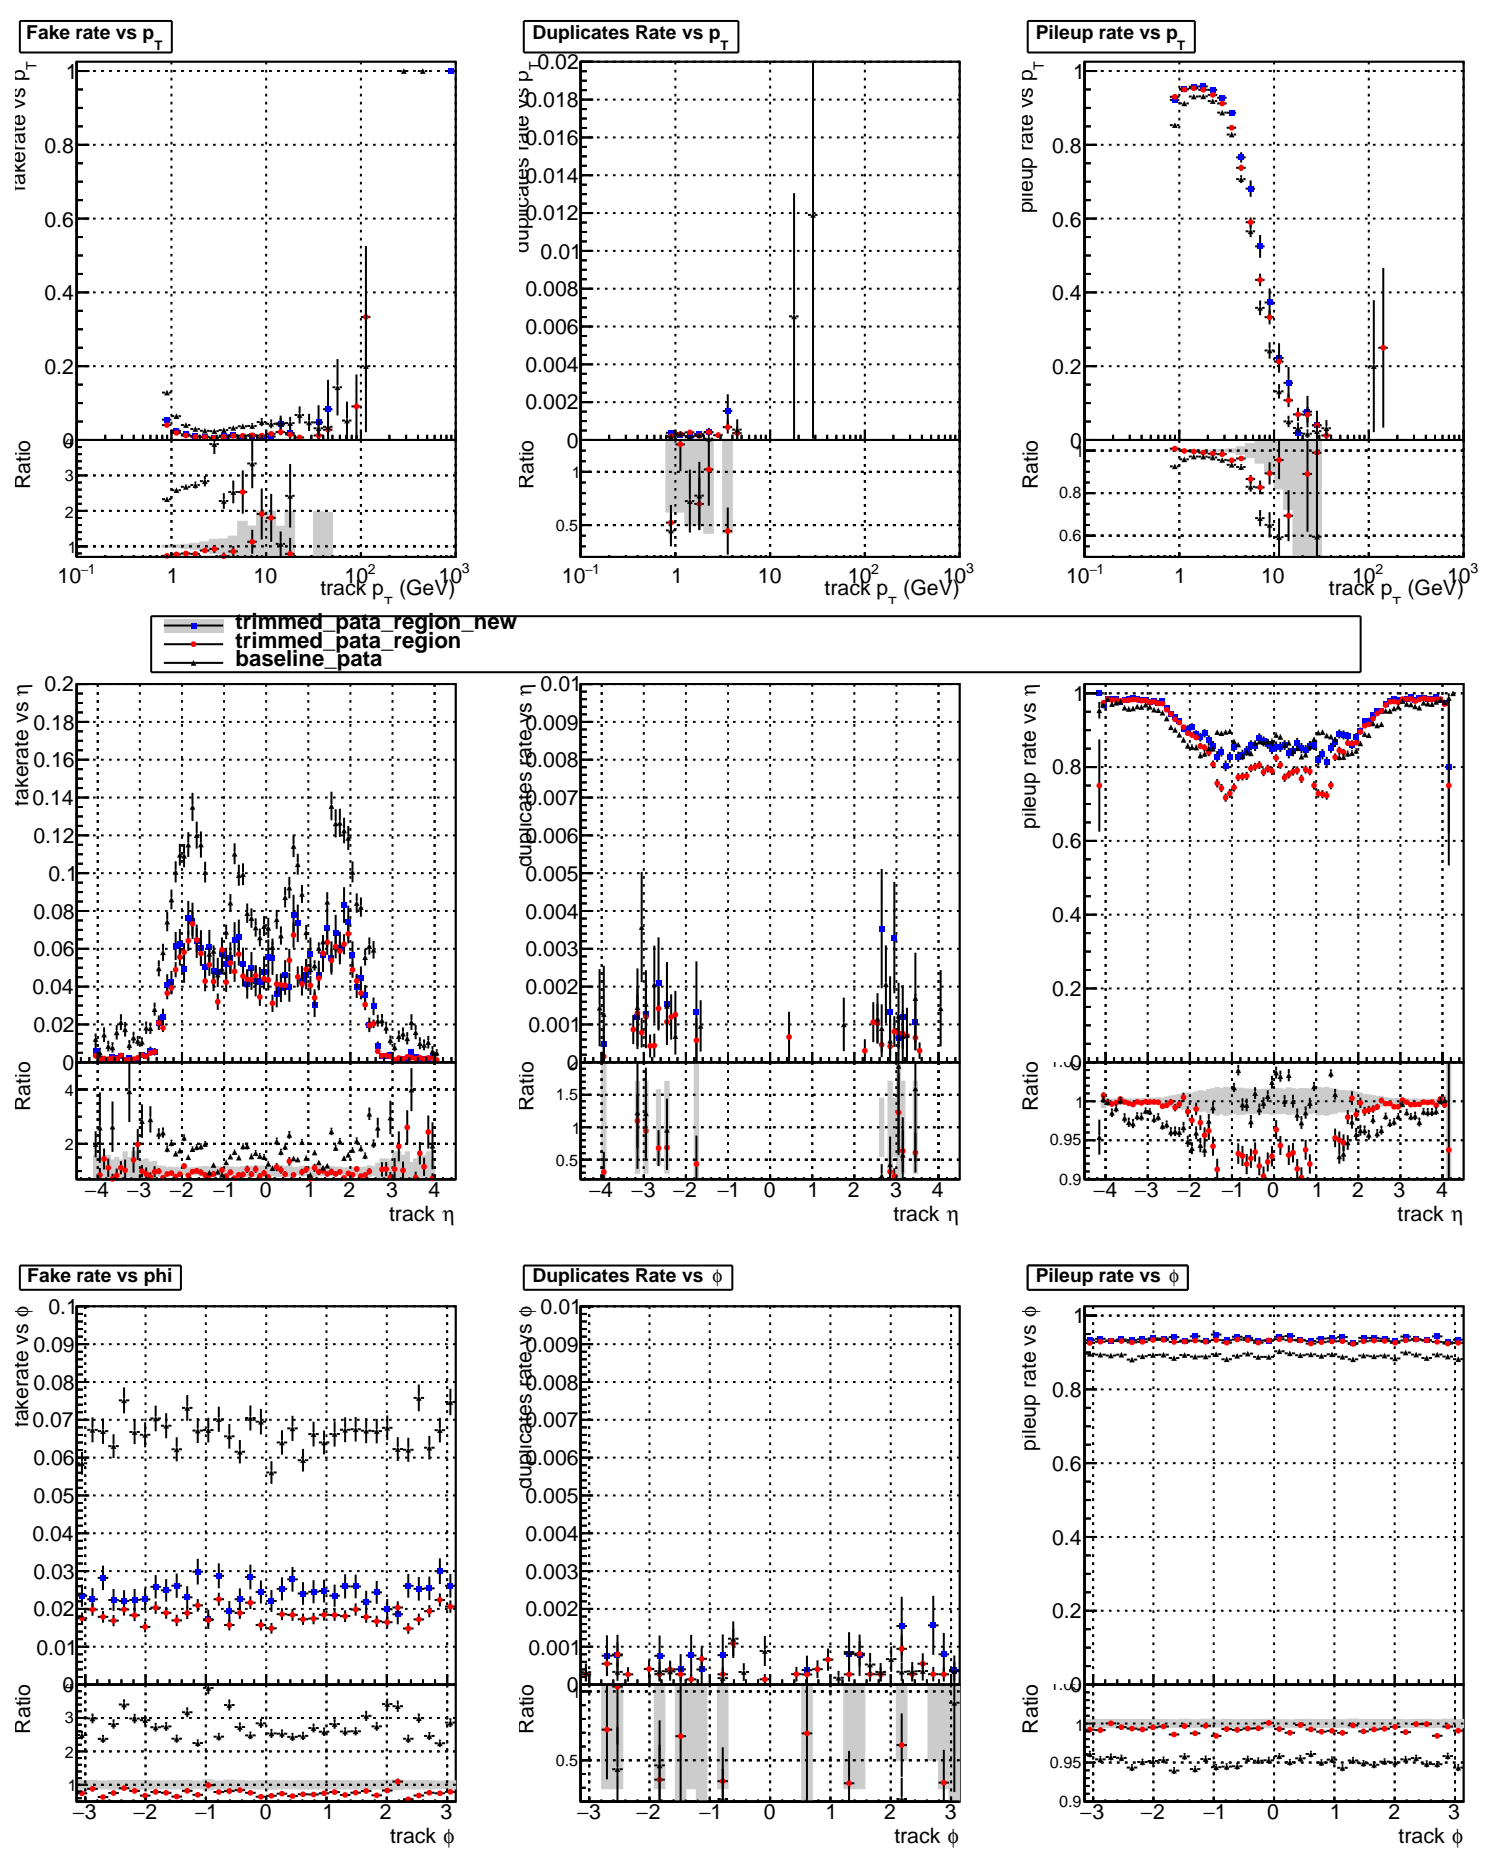 Fake rate vs p_T
Duplicates Rate vs p_T
Pileup rate vs p_T
fakerate vs p_T
1
0.8
0.6
0.4
0.2
0
Ratio
3
2
1
10^−1 1 10 10^2 10^3
track p_T (GeV)
duplicates rate vs p_T
0.02
0.018
0.016
0.014
0.012
0.01
0.008
0.006
0.004
0.002
0
Ratio
1
0.5
10^−1 1 10 10^2 10^3
track p_T (GeV)
pileup rate vs p_T
1
0.8
0.6
0.4
0.2
0
Ratio
1
0.8
0.6
10^−1 1 10 10^2 10^3
track p_T (GeV)
trimmed_pata_region_new
trimmed_pata_region
baseline_pata
fakerate vs η
0.2
0.18
0.16
0.14
0.12
0.1
0.08
0.06
0.04
0.02
0
Ratio
4
2
−4 −3 −2 −1 0 1 2 3 4
track η
duplicates rate vs η
0.01
0.009
0.008
0.007
0.006
0.005
0.004
0.003
0.002
0.001
Ratio
1.5
1
0.5
−4 −3 −2 −1 0 1 2 3 4
track η
pileup rate vs η
1
0.8
0.6
0.4
0.2
0
Ratio
1
0.95
0.9
−4 −3 −2 −1 0 1 2 3 4
track η
Fake rate vs phi
Duplicates Rate vs ϕ
Pileup rate vs ϕ
fakerate vs ϕ
0.1
0.09
0.08
0.07
0.06
0.05
0.04
0.03
0.02
0.01
Ratio
3
2
1
−3 −2 −1 0 1 2 3
track ϕ
duplicates rate vs ϕ
0.01
0.009
0.008
0.007
0.006
0.005
0.004
0.003
0.002
0.001
0
Ratio
1
0.5
−3 −2 −1 0 1 2 3
track ϕ
pileup rate vs ϕ
1
0.8
0.6
0.4
0.2
0
Ratio
1
0.95
0.9
−3 −2 −1 0 1 2 3
track ϕ